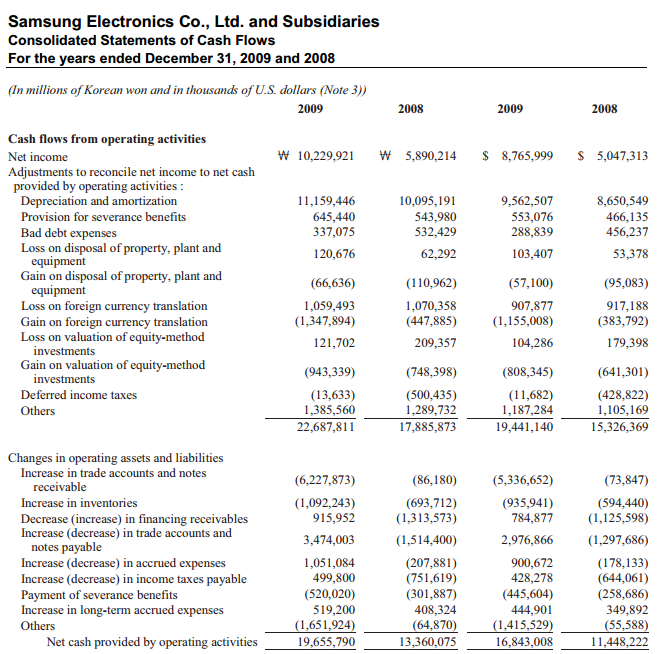 Samsung Electronics Co., Ltd. and Subsidiaries
Consolidated Statements of Cash Flows
For the years ended December 31, 2009 and 2008
(In millions of Korean won and in thousands of U.S. dollars (Note 3))
2009 2008 2009 2008
Cash flows from operating activities
Net income ₩ 10,229,921 ₩ 5,890,214 $ 8,765,999 $ 5,047,313
Adjustments to reconcile net income to net cash
provided by operating activities :
Depreciation and amortization 11,159,446 10,095,191 9,562,507 8,650,549
Provision for severance benefits 645,440 543,980 553,076 466,135
Bad debt expenses 337,075 532,429 288,839 456,237
Loss on disposal of property, plant and
equipment 120,676 62,292 103,407 53,378
Gain on disposal of property, plant and
equipment (66,636) (110,962) (57,100) (95,083)
Loss on foreign currency translation 1,059,493 1,070,358 907,877 917,188
Gain on foreign currency translation (1,347,894) (447,885) (1,155,008) (383,792)
Loss on valuation of equity-method
investments 121,702 209,357 104,286 179,398
Gain on valuation of equity-method
investments (943,339) (748,398) (808,345) (641,301)
Deferred income taxes (13,633) (500,435) (11,682) (428,822)
Others 1,385,560 1,289,732 1,187,284 1,105,169
22,687,811 17,885,873 19,441,140 15,326,369
Changes in operating assets and liabilities
Increase in trade accounts and notes
receivable (6,227,873) (86,180) (5,336,652) (73,847)
Increase in inventories (1,092,243) (693,712) (935,941) (594,440)
Decrease (increase) in financing receivables 915,952 (1,313,573) 784,877 (1,125,598)
Increase (decrease) in trade accounts and
notes payable 3,474,003 (1,514,400) 2,976,866 (1,297,686)
Increase (decrease) in accrued expenses 1,051,084 (207,881) 900,672 (178,133)
Increase (decrease) in income taxes payable 499,800 (751,619) 428,278 (644,061)
Payment of severance benefits (520,020) (301,887) (445,604) (258,686)
Increase in long-term accrued expenses 519,200 408,324 444,901 349,892
Others (1,651,924) (64,870) (1,415,529) (55,588)
Net cash provided by operating activities 19,655,790 13,360,075 16,843,008 11,448,222